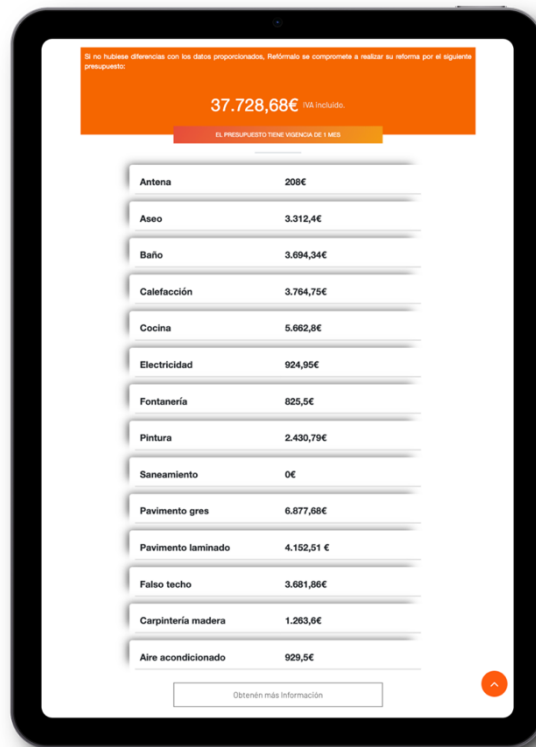 Si no hubiese diferencias con los datos proporcionados, Refórmalo se compromete a realizar su reforma por el siguiente
presupuesto:
37.728,68€ IVA Incluido.
EL PRESUPUESTO TIENE VIGENCIA DE 1 MES
Antena 208€
Aseo 3.312,4€
Baño 3.694,34€
Calefacción 3.764,75€
Cocina 5.662,8€
Electricidad 924,95€
Fontanería 825,5€
Pintura 2.430,79€
Saneamiento 0€
Pavimento gres 6.877,68€
Pavimento laminado 4.152,51 €
Falso techo 3.681,86€
Carpintería madera 1.263,6€
Aire acondicionado 929,5€
Obtenén más Información